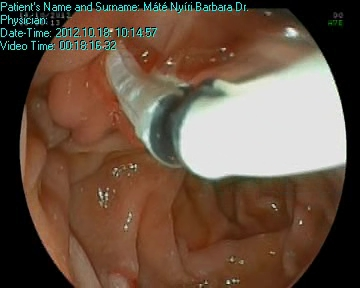 Patient's Name and Surname: Máté Nyíri Barbara Dr.
Physician:
Date-Time: 2012.10.18. 10:14:57
Video Time: 00:18:16.32